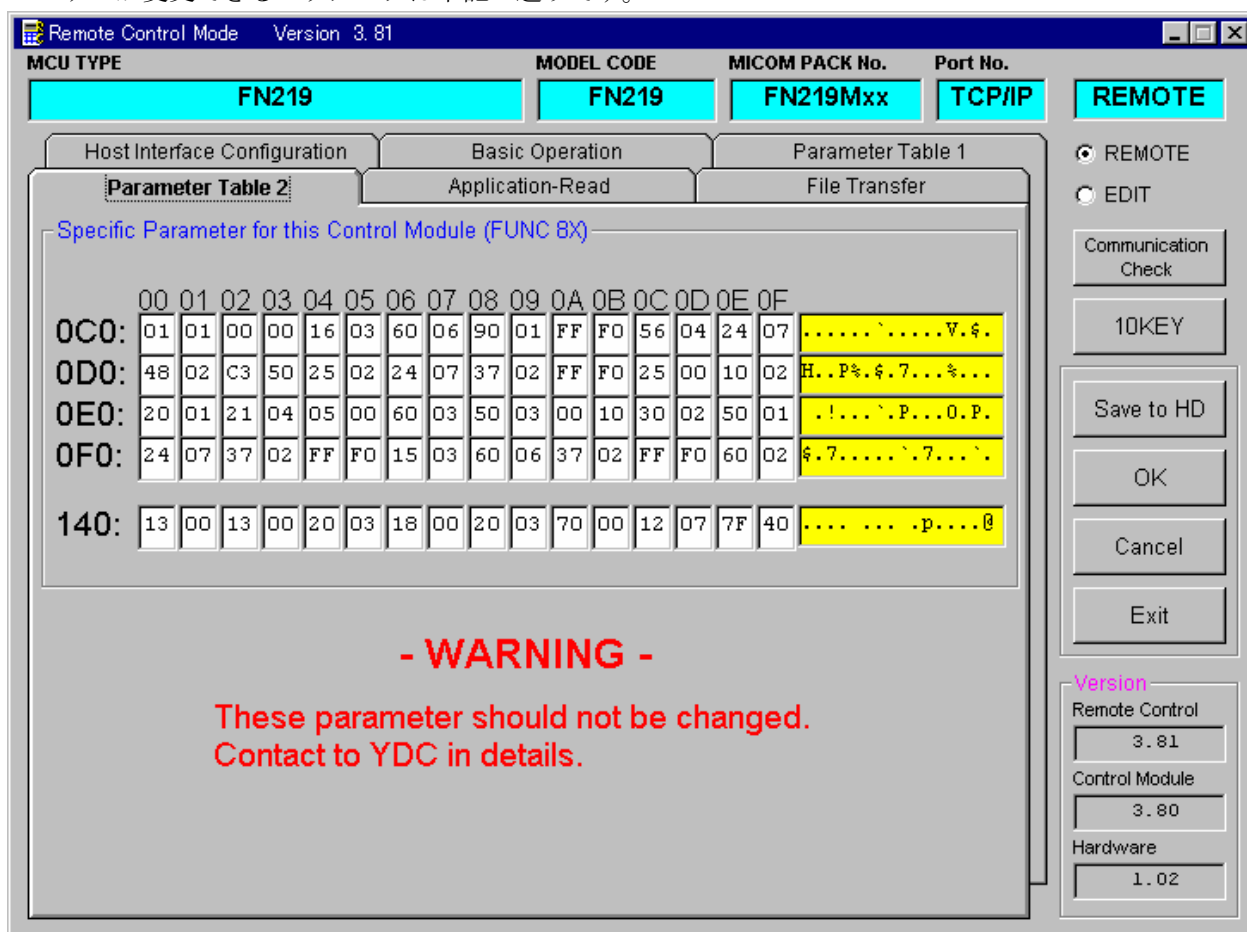 Remote Control Mode Version 3.81
MCU TYPE MODEL CODE MICOM PACK No. Port No.
FN219 FN219 FN219Mxx TCP/IP REMOTE
Host Interface Configuration Basic Operation Parameter Table 1
Parameter Table 2 Application-Read File Transfer
REMOTE
EDIT
Specific Parameter for this Control Module (FUNC 8X)
00 01 02 03 04 05 06 07 08 09 0A 0B 0C 0D 0E 0F
0C0: 01 01 00 00 16 03 60 06 90 01 FF F0 56 04 24 07 ......`.....V.$.
0D0: 48 02 C3 50 25 02 24 07 37 02 FF F0 25 00 10 02 H..P%.$.7...%...
0E0: 20 01 21 04 05 00 60 03 50 03 00 10 30 02 50 01 .!...`.P...0.P.
0F0: 24 07 37 02 FF F0 15 03 60 06 37 02 FF F0 60 02 $.7.....`.7...`.
140: 13 00 13 00 20 03 18 00 20 03 70 00 12 07 7F 40 .... ... .p....@
- WARNING -
These parameter should not be changed.
Contact to YDC in details.
Communication
Check
10KEY
Save to HD
OK
Cancel
Exit
Version
Remote Control
3.81
Control Module
3.80
Hardware
1.02